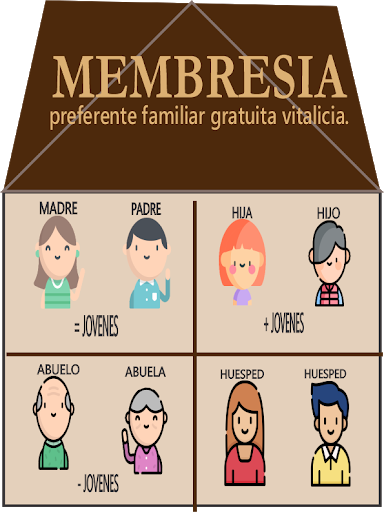 MEMBRESIA
preferente familiar gratuita vitalicia.
MADRE PADRE
= JOVENES
HIJA HIJO
+ JOVENES
ABUELO ABUELA
- JOVENES
HUESPED HUESPED